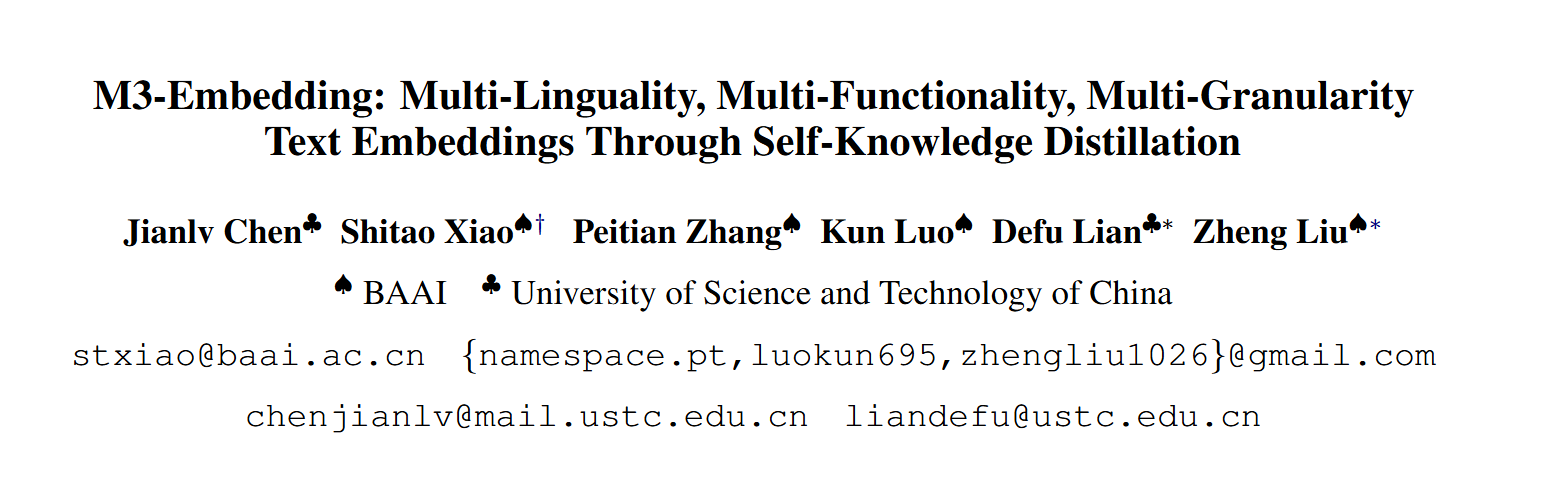 M3-Embedding: Multi-Linguality, Multi-Functionality, Multi-Granularity
Text Embeddings Through Self-Knowledge Distillation
Jianlv Chen♣ Shitao Xiao♠† Peitian Zhang♠ Kun Luo♠ Defu Lian♣* Zheng Liu♠*
♠ BAAI ♣ University of Science and Technology of China
stxiao@baai.ac.cn {namespace.pt,luokun695,zhengliu1026}@gmail.com
chenjianlv@mail.ustc.edu.cn liandefu@ustc.edu.cn